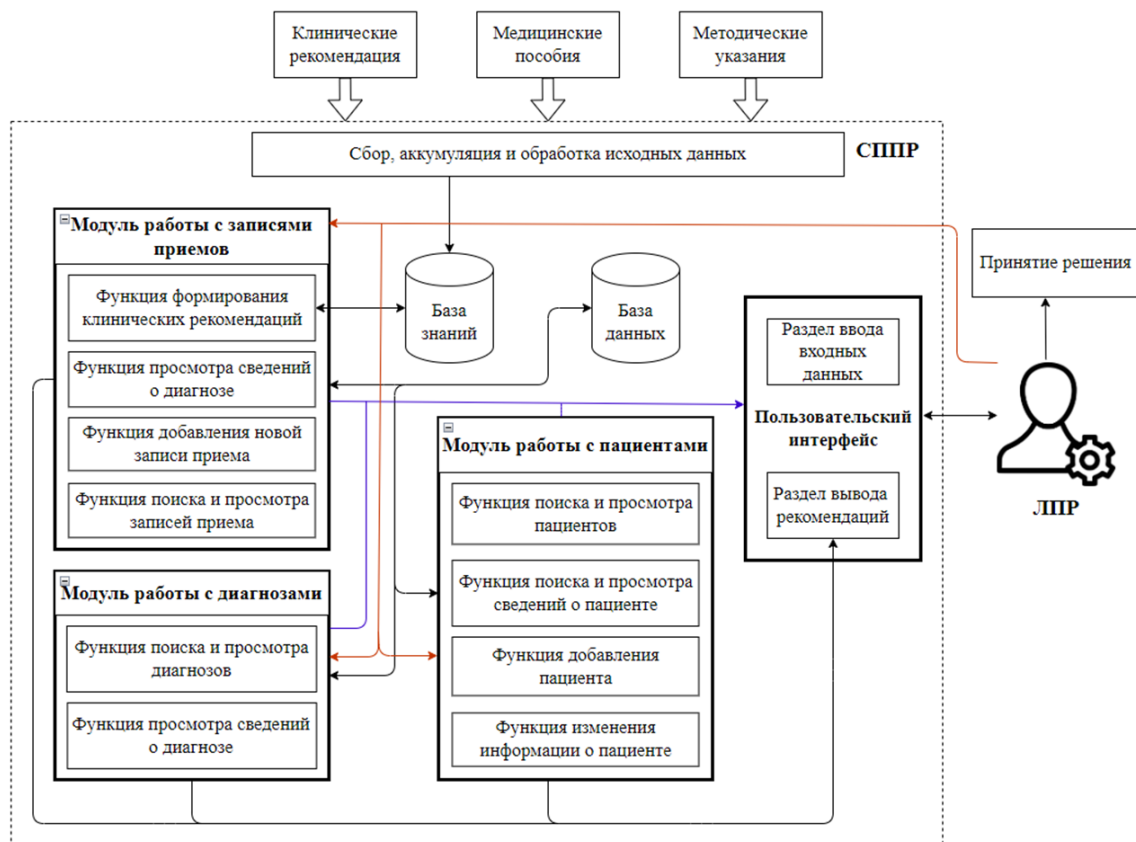 Клинические
рекомендация
Медицинские
пособия
Методические
указания
Сбор, аккумуляция и обработка исходных данных
СППР
Модуль работы с записями
приемов
Функция формирования
клинических рекомендаций
Функция просмотра сведений
о диагнозе
Функция добавления новой
записи приема
Функция поиска и просмотра
записей приема
База
знаний
База
данных
Принятие решения
Раздел ввода
входных
данных
Пользовательский
интерфейс
Раздел вывода
рекомендаций
ЛПР
Модуль работы с пациентами
Функция поиска и просмотра
пациентов
Функция поиска и просмотра
сведений о пациенте
Функция добавления
пациента
Функция изменения
информации о пациенте
Модуль работы с диагнозами
Функция поиска и просмотра
диагнозов
Функция просмотра сведений
о диагнозе